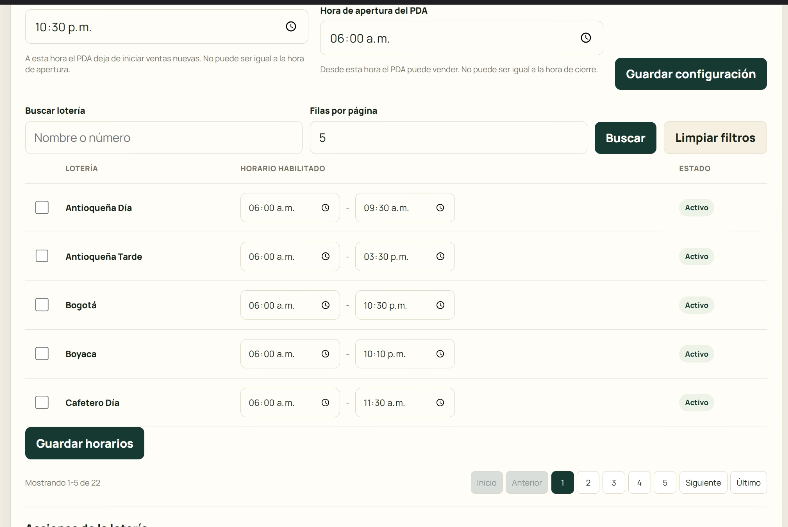 Hora de apertura del PDA
10:30 p.m.
06:00 a.m.
A esta hora el PDA deja de iniciar ventas nuevas. No puede ser igual a la hora
de apertura.
Desde esta hora el PDA puede vender. No puede ser igual a la hora de cierre.
Guardar configuración
Buscar lotería
Filas por página
Nombre o número
5
Buscar
Limpiar filtros
LOTERÍA HORARIO HABILITADO ESTADO
Antioqueña Día 06:00 a.m. - 09:30 a.m. Activo
Antioqueña Tarde 06:00 a.m. - 03:30 p.m. Activo
Bogotá 06:00 a.m. - 10:30 p.m. Activo
Boyaca 06:00 a.m. - 10:10 p.m. Activo
Cafetero Día 06:00 a.m. - 11:30 a.m. Activo
Guardar horarios
Mostrando 1-5 de 22
Inicio Anterior 1 2 3 4 5 Siguiente Último
Acciones de la lotería